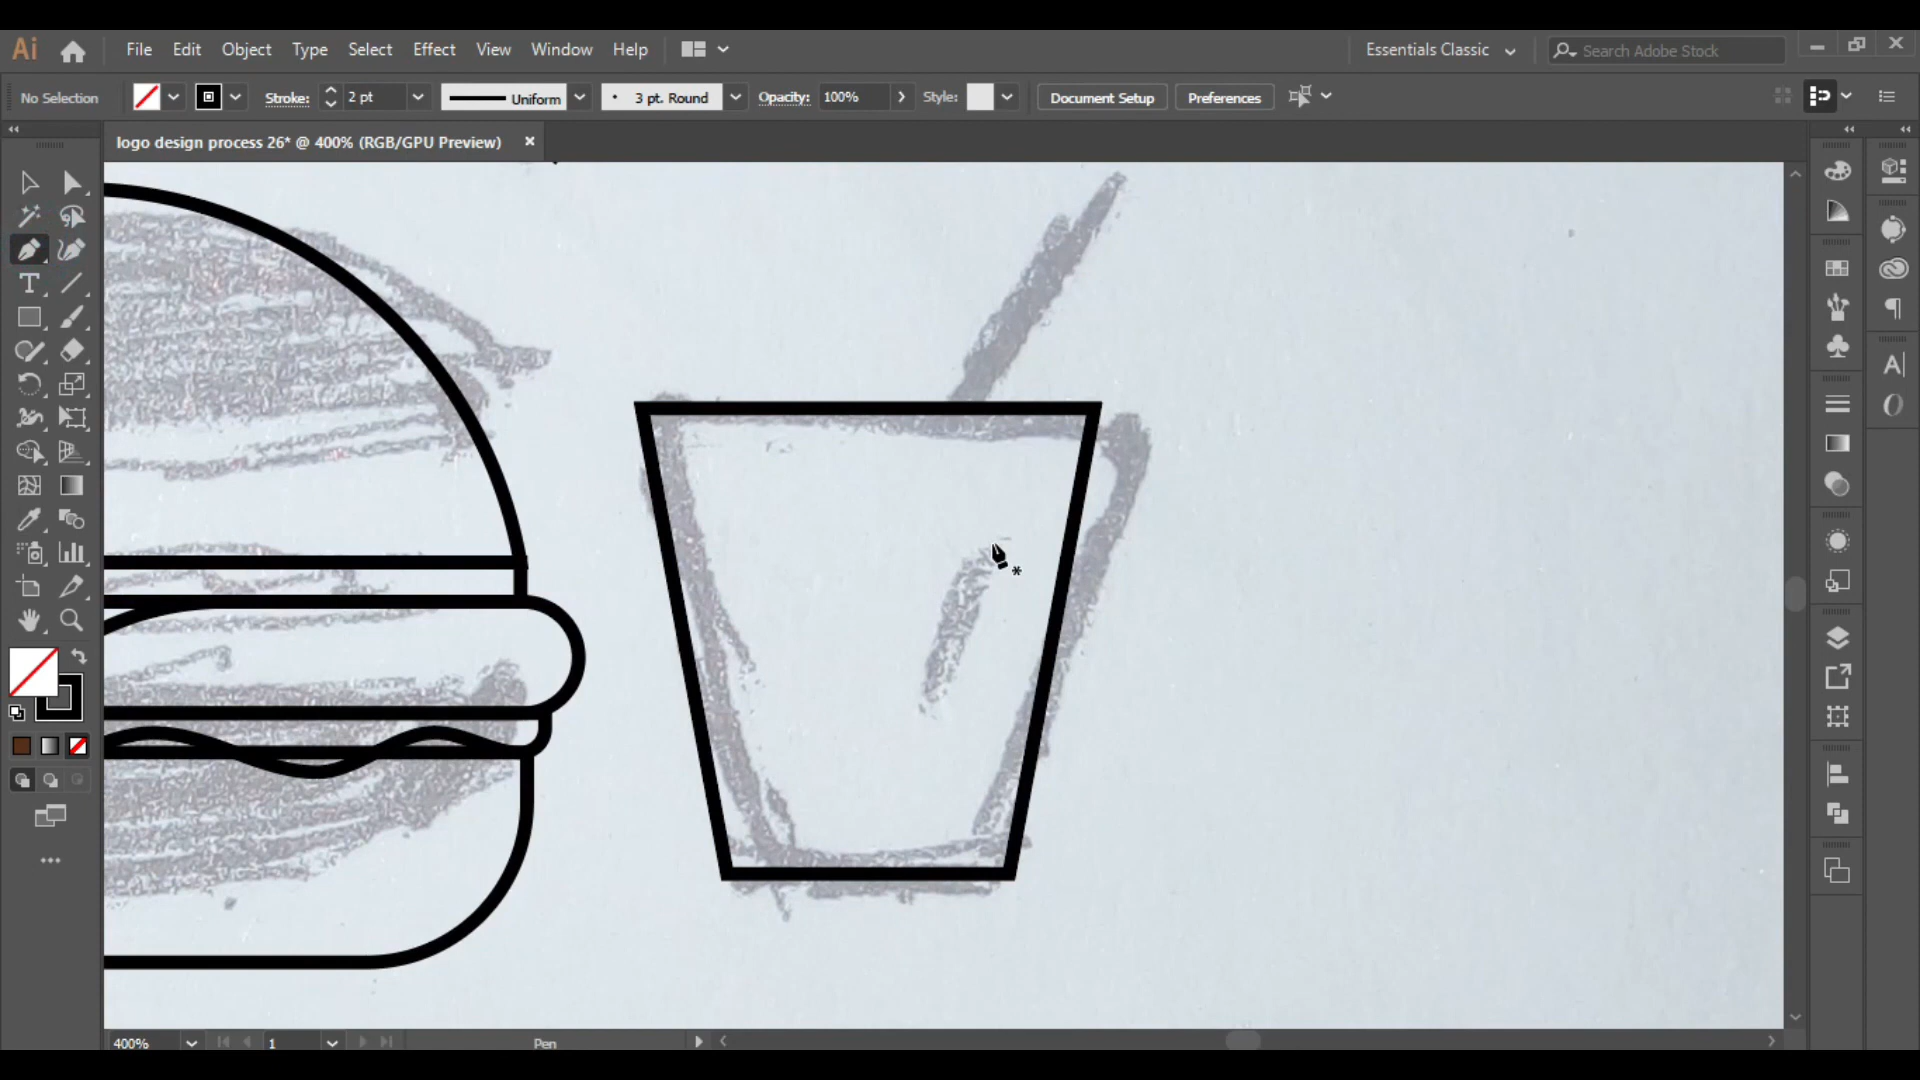 Ai File Edit Object Type Select Effect View Window Help Essentials Classic Search Adobe Stock
No Selection Stroke: 2 pt Uniform 3 pt. Round Opacity: 100% Style: Document Setup Preferences
logo design process 26* @ 400% (RGB/GPU Preview)
400% 1 Pen